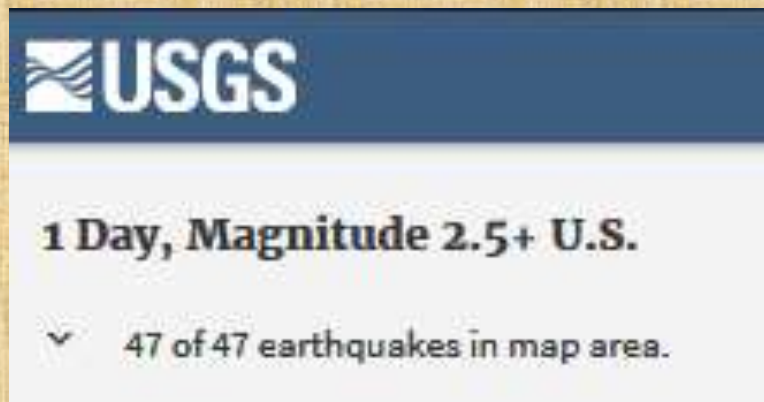 USGS
1 Day, Magnitude 2.5+ U.S.
47 of 47 earthquakes in map area.